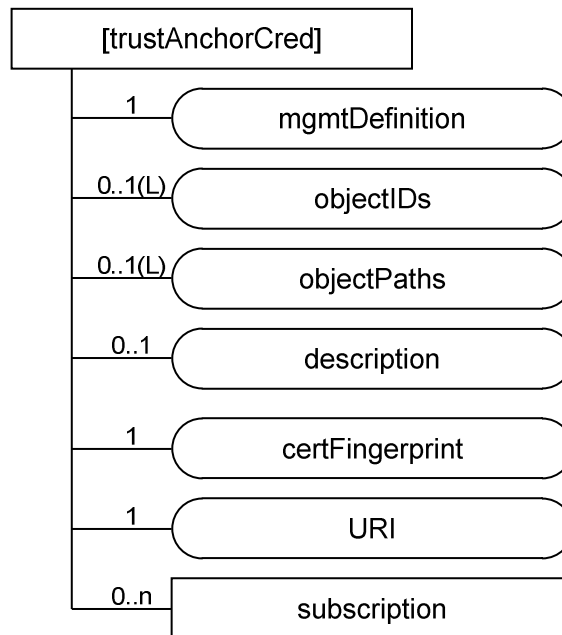 [trustAnchorCred]
1
mgmtDefinition
0..1(L)
objectIDs
0..1(L)
objectPaths
0..1
description
1
certFingerprint
1
URI
0..n
subscription